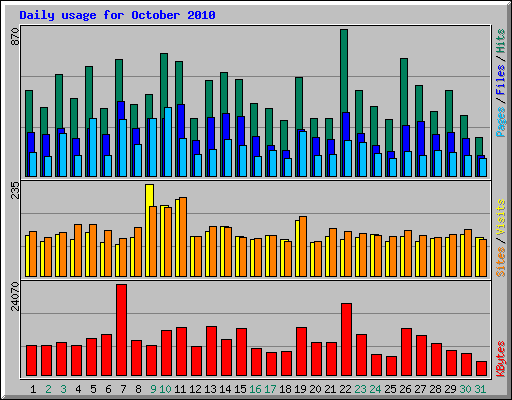 Daily usage for October 2010
870
Pages / Files / Hits
235
Sites / Visits
24070
KBytes
1 2 3 4 5 6 7 8 9 10 11 12 13 14 15 16 17 18 19 20 21 22 23 24 25 26 27 28 29 30 31